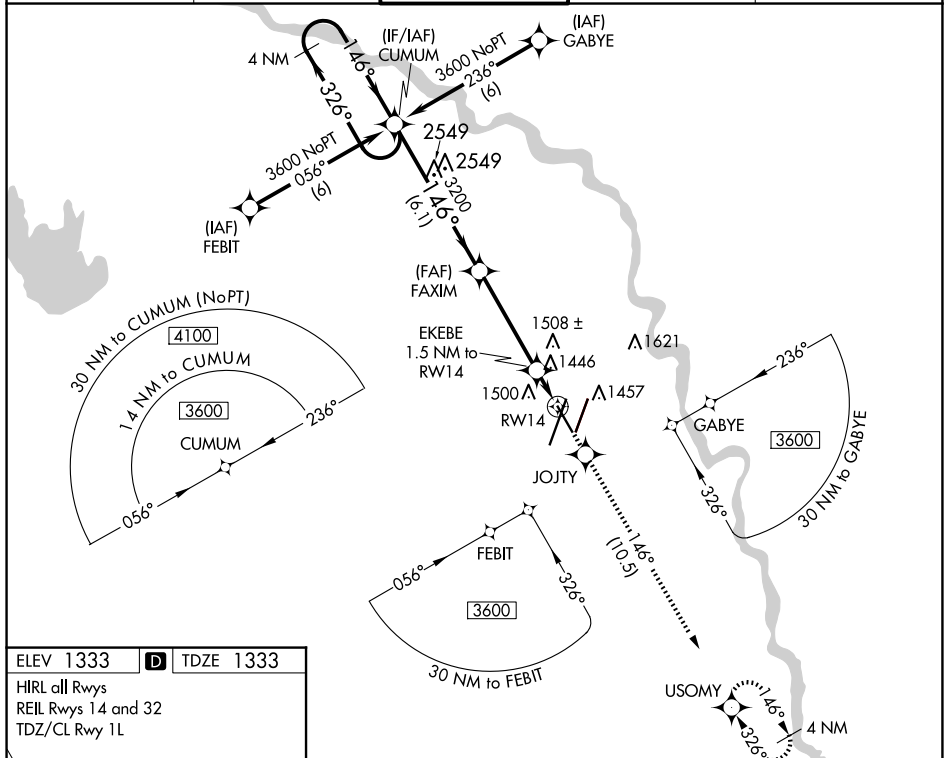 4 NM
146°
326°
(IF/IAF)
CUMUM
(IAF)
GABYE
3600 NoPT
236°
(6)
2549
2549
3600 NoPT
056°
(6)
(IAF)
FEBIT
3200
146°
(6.1)
(FAF)
FAXIM
EKEBE
1.5 NM to
RW14
1508 ±
1446
1621
1500
1457
RW14
JOJTY
30 NM to CUMUM (NoPT)
4100
14 NM to CUMUM
3600
CUMUM
236°
056°
236°
GABYE
3600
326°
30 NM to GABYE
056°
FEBIT
326°
3600
30 NM to FEBIT
146°
(10.5)
USOMY
146°
326°
4 NM
ELEV 1333 D TDZE 1333
HIRL all Rwys
REIL Rwys 14 and 32
TDZ/CL Rwy 1L